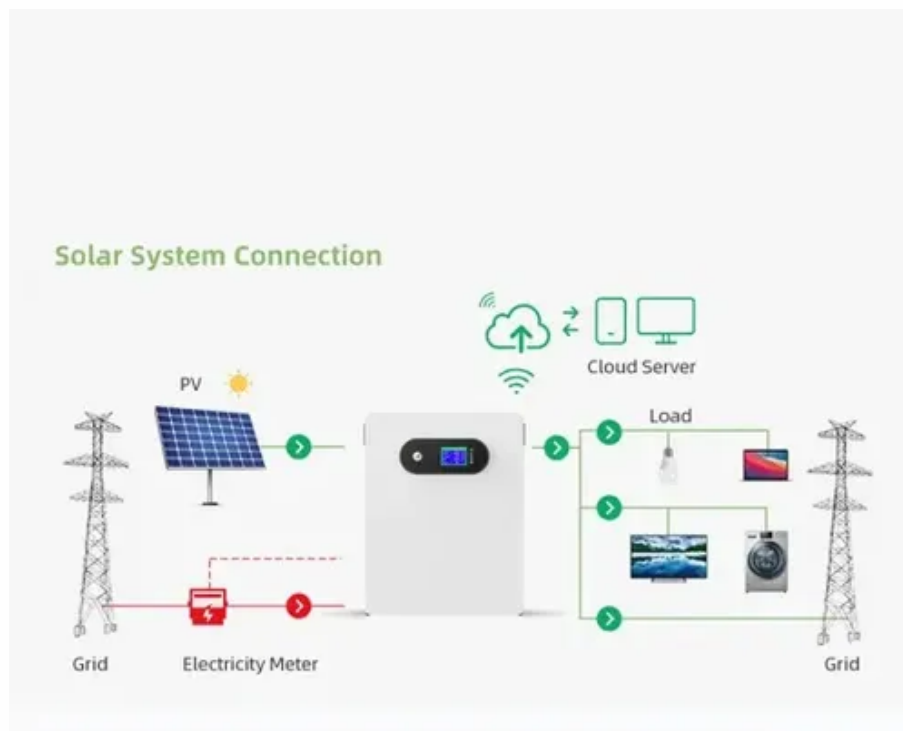 Solar System Connection
Cloud Server
PV
Load
Grid
Electricity Meter
Grid